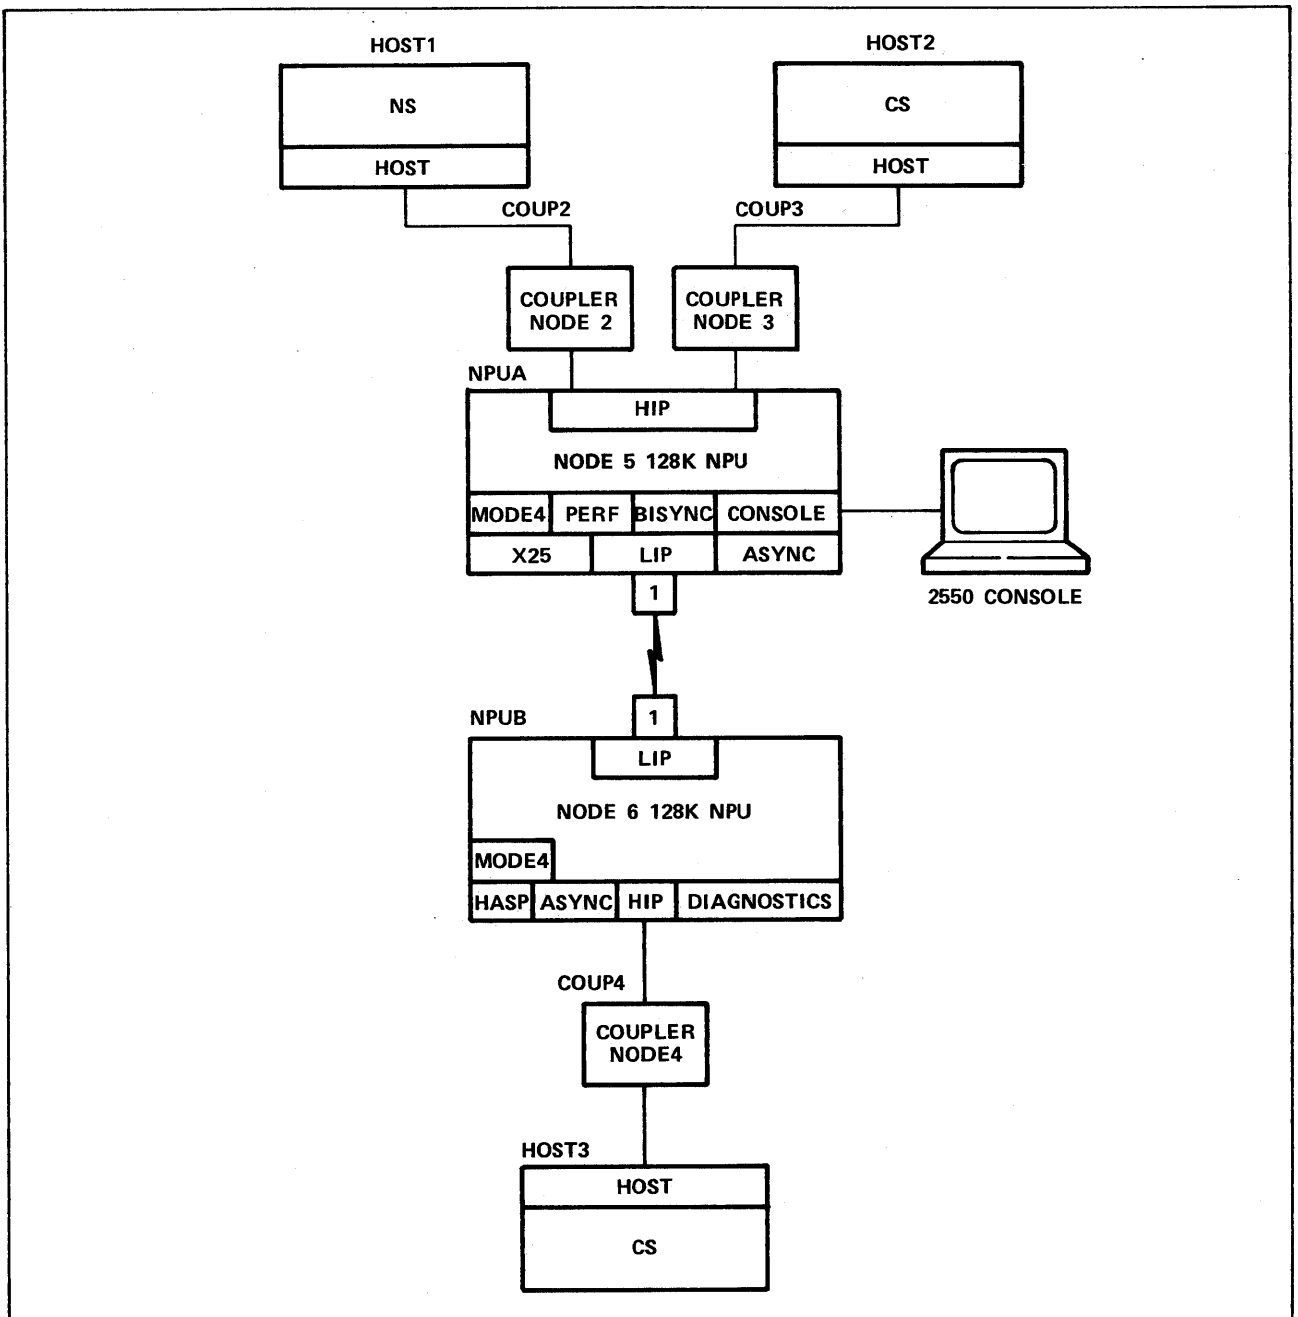 HOST1
HOST2
NS
CS
HOST
HOST
COUP2
COUP3
COUPLER
NODE 2
COUPLER
NODE 3
NPUA
HIP
NODE 5 128K NPU
MODE4
PERF
BISYNC
CONSOLE
X25
LIP
ASYNC
1
2550 CONSOLE
NPUB
1
LIP
NODE 6 128K NPU
MODE4
HASP
ASYNC
HIP
DIAGNOSTICS
COUP4
COUPLER
NODE4
HOST3
HOST
CS